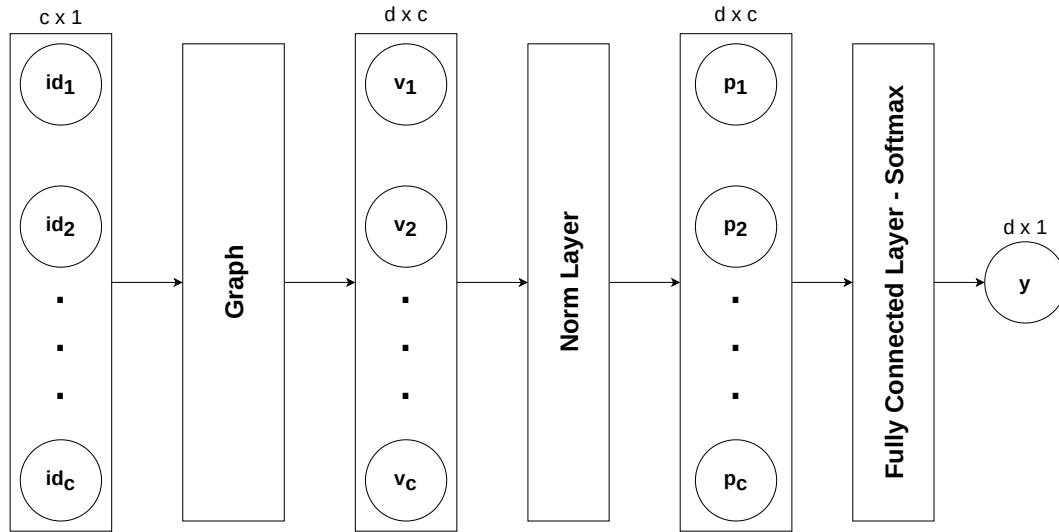 c x 1
d x c
d x c
id1
id2
.
.
.
idc
Graph
v1
v2
.
.
.
vc
Norm Layer
p1
p2
.
.
.
pc
Fully Connected Layer - Softmax
d x 1
y